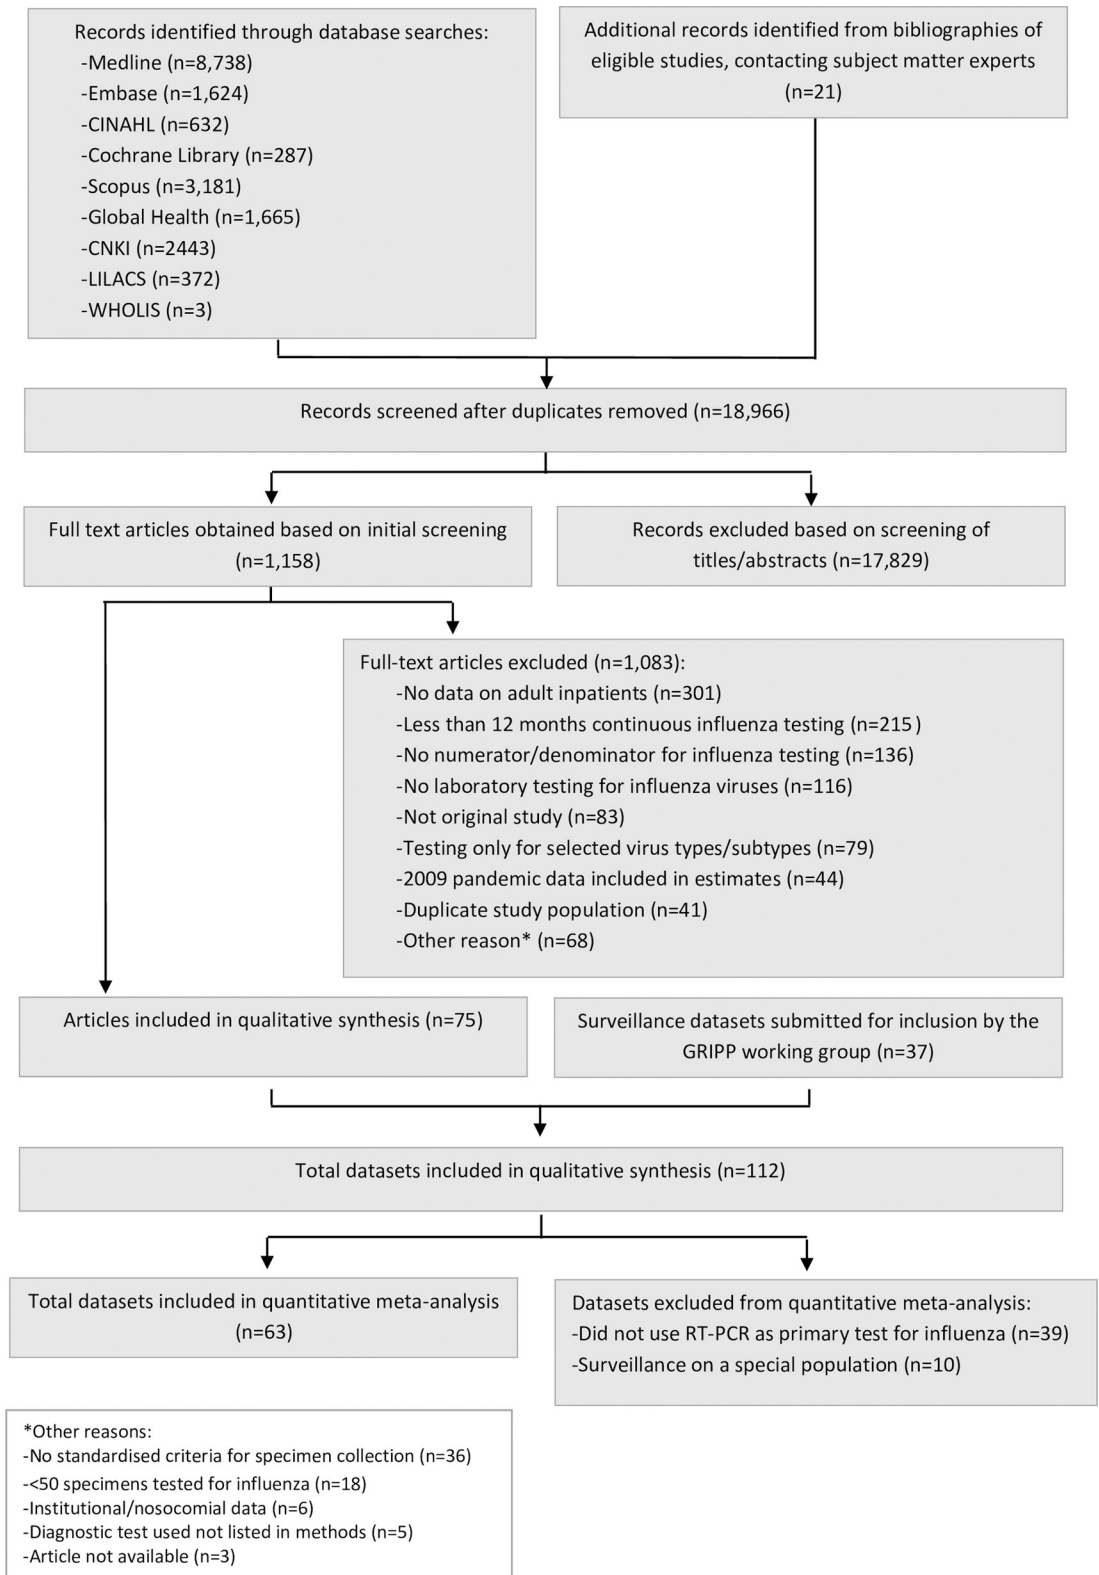 Records identified through database searches:
-Medline (n=8,738)
-Embase (n=1,624)
-CINAHL (n=632)
-Cochrane Library (n=287)
-Scopus (n=3,181)
-Global Health (n=1,665)
-CNKI (n=2443)
-LILACS (n=372)
-WHOLIS (n=3)
Additional records identified from bibliographies of
eligible studies, contacting subject matter experts
(n=21)
Records screened after duplicates removed (n=18,966)
Full text articles obtained based on initial screening
(n=1,158)
Records excluded based on screening of
titles/abstracts (n=17,829)
Full-text articles excluded (n=1,083):
-No data on adult inpatients (n=301)
-Less than 12 months continuous influenza testing (n=215)
-No numerator/denominator for influenza testing (n=136)
-No laboratory testing for influenza viruses (n=116)
-Not original study (n=83)
-Testing only for selected virus types/subtypes (n=79)
-2009 pandemic data included in estimates (n=44)
-Duplicate study population (n=41)
-Other reason* (n=68)
Articles included in qualitative synthesis (n=75)
Surveillance datasets submitted for inclusion by the
GRIPP working group (n=37)
Total datasets included in qualitative synthesis (n=112)
Total datasets included in quantitative meta-analysis
(n=63)
Datasets excluded from quantitative meta-analysis:
-Did not use RT-PCR as primary test for influenza (n=39)
-Surveillance on a special population (n=10)
*Other reasons:
-No standardised criteria for specimen collection (n=36)
-<50 specimens tested for influenza (n=18)
-Institutional/nosocomial data (n=6)
-Diagnostic test used not listed in methods (n=5)
-Article not available (n=3)